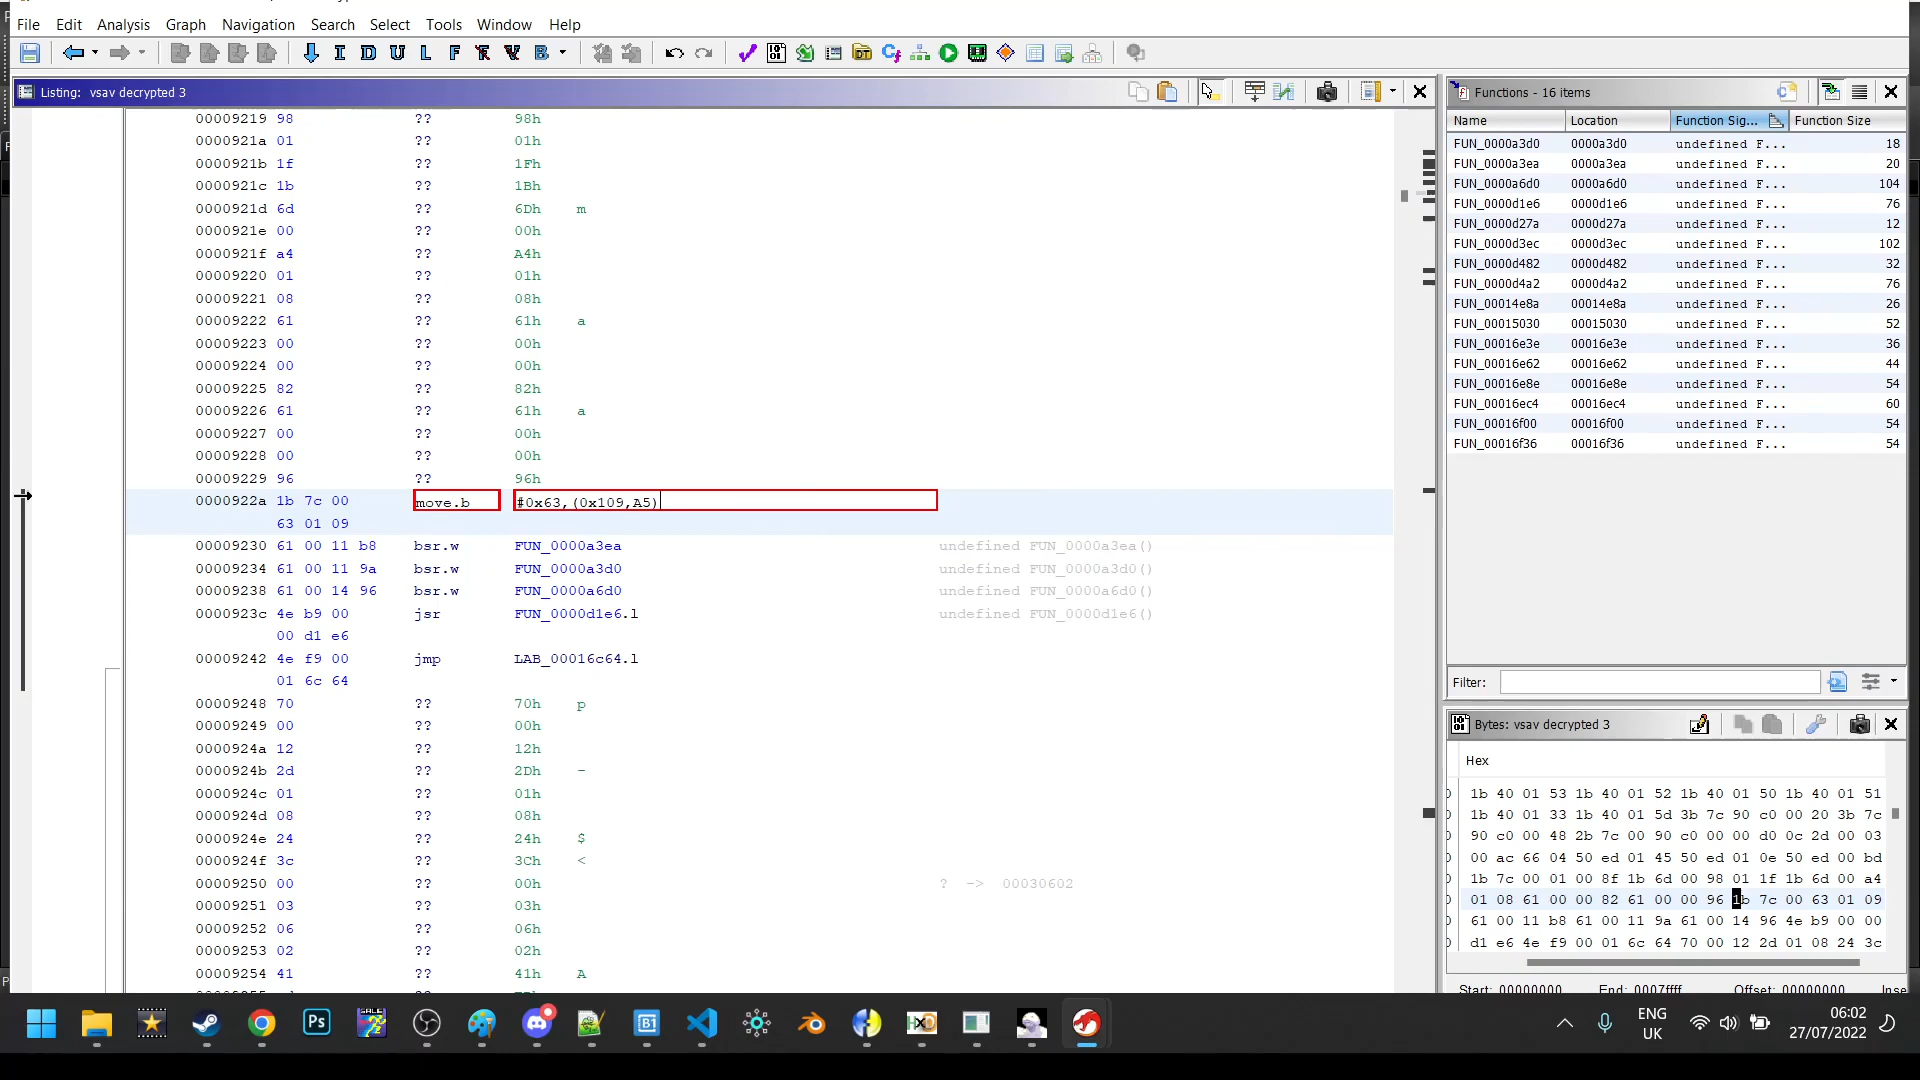 File Edit Analysis Graph Navigation Search Select Tools Window Help
Listing: vsav decrypted 3
00009219 98 ?? 98h
0000921a 01 ?? 01h
0000921b 1f ?? 1Fh
0000921c 1b ?? 1Bh
0000921d 6d ?? 6Dh m
0000921e 00 ?? 00h
0000921f a4 ?? A4h
00009220 01 ?? 01h
00009221 08 ?? 08h
00009222 61 ?? 61h a
00009223 00 ?? 00h
00009224 00 ?? 00h
00009225 82 ?? 82h
00009226 61 ?? 61h a
00009227 00 ?? 00h
00009228 00 ?? 00h
00009229 96 ?? 96h
0000922a 1b 7c 00 move.b #0x63,(0x109,A5)
63 01 09
00009230 61 00 11 b8 bsr.w FUN_0000a3ea undefined FUN_0000a3ea()
00009234 61 00 11 9a bsr.w FUN_0000a3d0 undefined FUN_0000a3d0()
00009238 61 00 14 96 bsr.w FUN_0000a6d0 undefined FUN_0000a6d0()
0000923c 4e b9 00 jsr FUN_0000d1e6.l undefined FUN_0000d1e6()
00 d1 e6
00009242 4e f9 00 jmp LAB_00016c64.l
01 6c 64
00009248 70 ?? 70h p
00009249 00 ?? 00h
0000924a 12 ?? 12h
0000924b 2d ?? 2Dh -
0000924c 01 ?? 01h
0000924d 08 ?? 08h
0000924e 24 ?? 24h $
0000924f 3c ?? 3Ch <
00009250 00 ?? 00h ? -> 00030602
00009251 03 ?? 03h
00009252 06 ?? 06h
00009253 02 ?? 02h
00009254 41 ?? 41h A
Functions - 16 items
Name Location Function Sig... Function Size
FUN_0000a3d0 0000a3d0 undefined F... 18
FUN_0000a3ea 0000a3ea undefined F... 20
FUN_0000a6d0 0000a6d0 undefined F... 104
FUN_0000d1e6 0000d1e6 undefined F... 76
FUN_0000d27a 0000d27a undefined F... 12
FUN_0000d3ec 0000d3ec undefined F... 102
FUN_0000d482 0000d482 undefined F... 32
FUN_0000d4a2 0000d4a2 undefined F... 76
FUN_00014e8a 00014e8a undefined F... 26
FUN_00015030 00015030 undefined F... 52
FUN_00016e3e 00016e3e undefined F... 36
FUN_00016e62 00016e62 undefined F... 44
FUN_00016e8e 00016e8e undefined F... 54
FUN_00016ec4 00016ec4 undefined F... 60
FUN_00016f00 00016f00 undefined F... 54
FUN_00016f36 00016f36 undefined F... 54
Filter:
Bytes: vsav decrypted 3
Hex
1b 40 01 53 1b 40 01 52 1b 40 01 50 1b 40 01 51
1b 40 01 33 1b 40 01 5d 3b 7c 90 c0 00 20 3b 7c
90 c0 00 48 2b 7c 00 90 c0 00 00 d0 0c 2d 00 03
00 ac 66 04 50 ed 01 45 50 ed 01 0e 50 ed 00 bd
1b 7c 00 01 00 8f 1b 6d 00 98 01 1f 1b 6d 00 a4
01 08 61 00 00 82 61 00 00 96 1b 7c 00 63 01 09
61 00 11 b8 61 00 11 9a 61 00 14 96 4e b9 00 00
d1 e6 4e f9 00 01 6c 64 70 00 12 2d 01 08 24 3c
Start: 00000000 End: 0007ffff Offset: 00000000 Inse
ENG
UK
06:02
27/07/2022